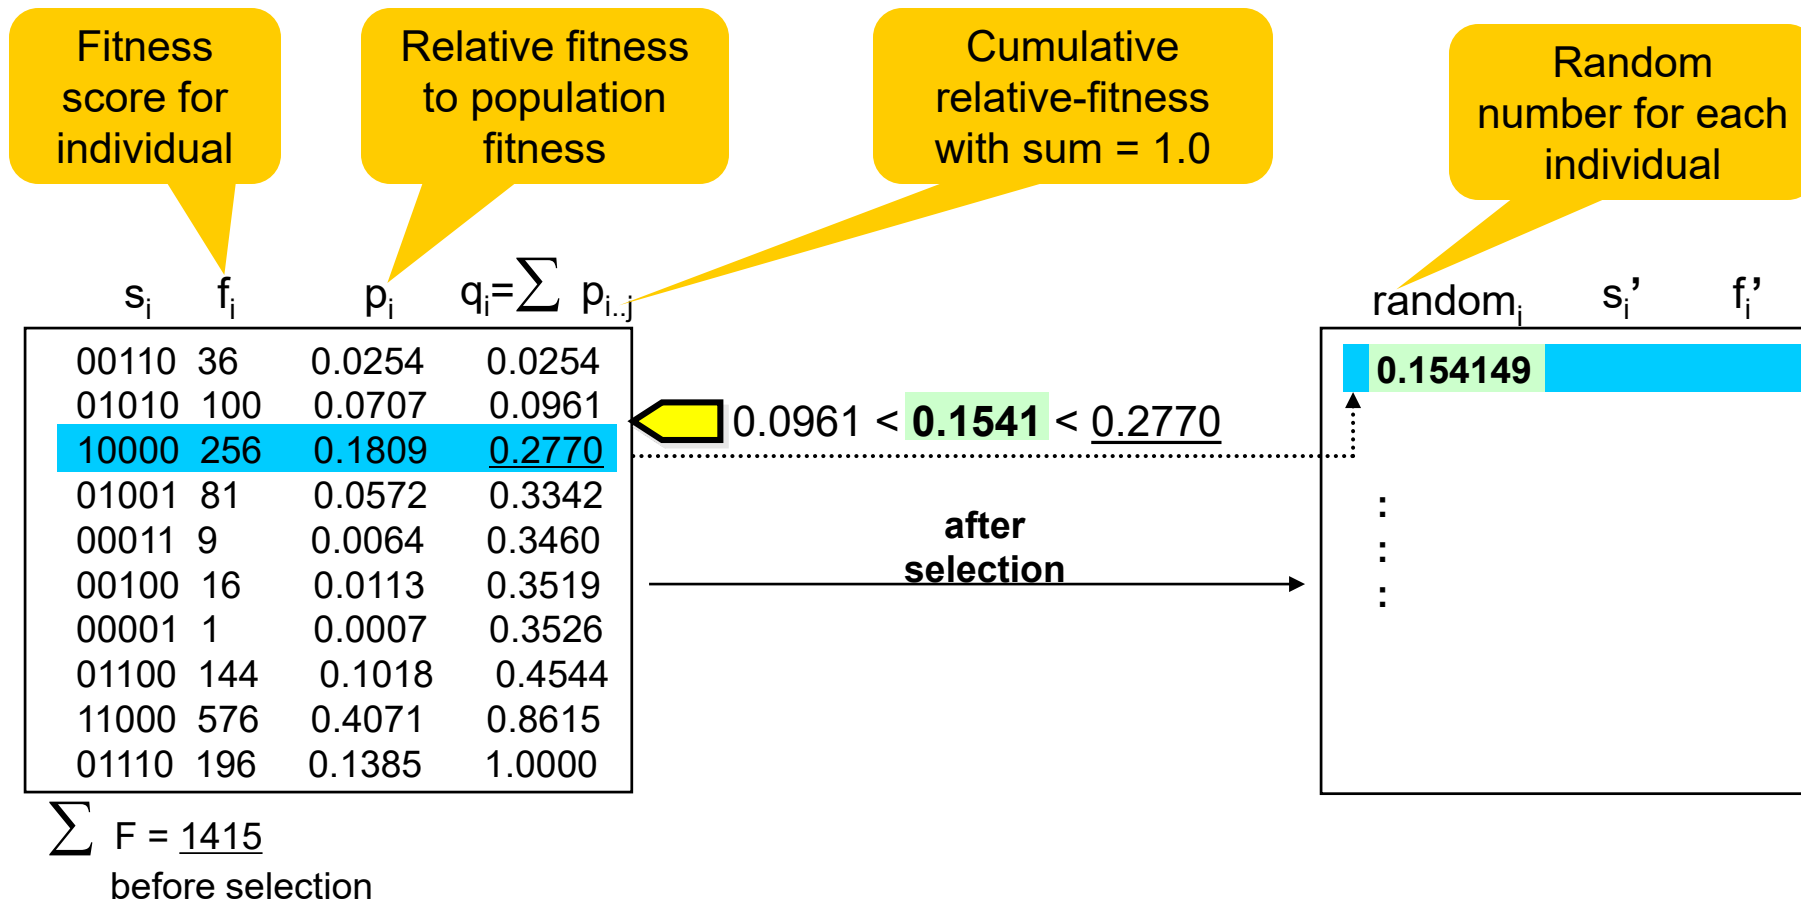 Fitness
score for
individual
Relative fitness
to population
fitness
Cumulative
relative-fitness
with sum = 1.0
Random
number for each
individual
si fi pi qi=∑ pi..j
randomi si’ fi’
00110 36 0.0254 0.0254
01010 100 0.0707 0.0961
10000 256 0.1809 0.2770
01001 81 0.0572 0.3342
00011 9 0.0064 0.3460
00100 16 0.0113 0.3519
00001 1 0.0007 0.3526
01100 144 0.1018 0.4544
11000 576 0.4071 0.8615
01110 196 0.1385 1.0000
∑ F = 1415
before selection
0.0961 < 0.1541 < 0.2770
after
selection
0.154149
:
:
: